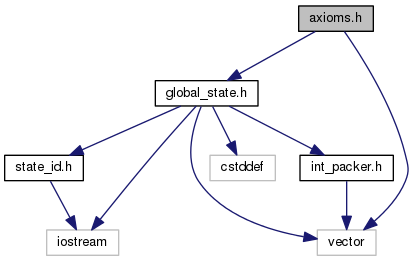 axioms.h
global_state.h
state_id.h
cstddef
int_packer.h
iostream
vector